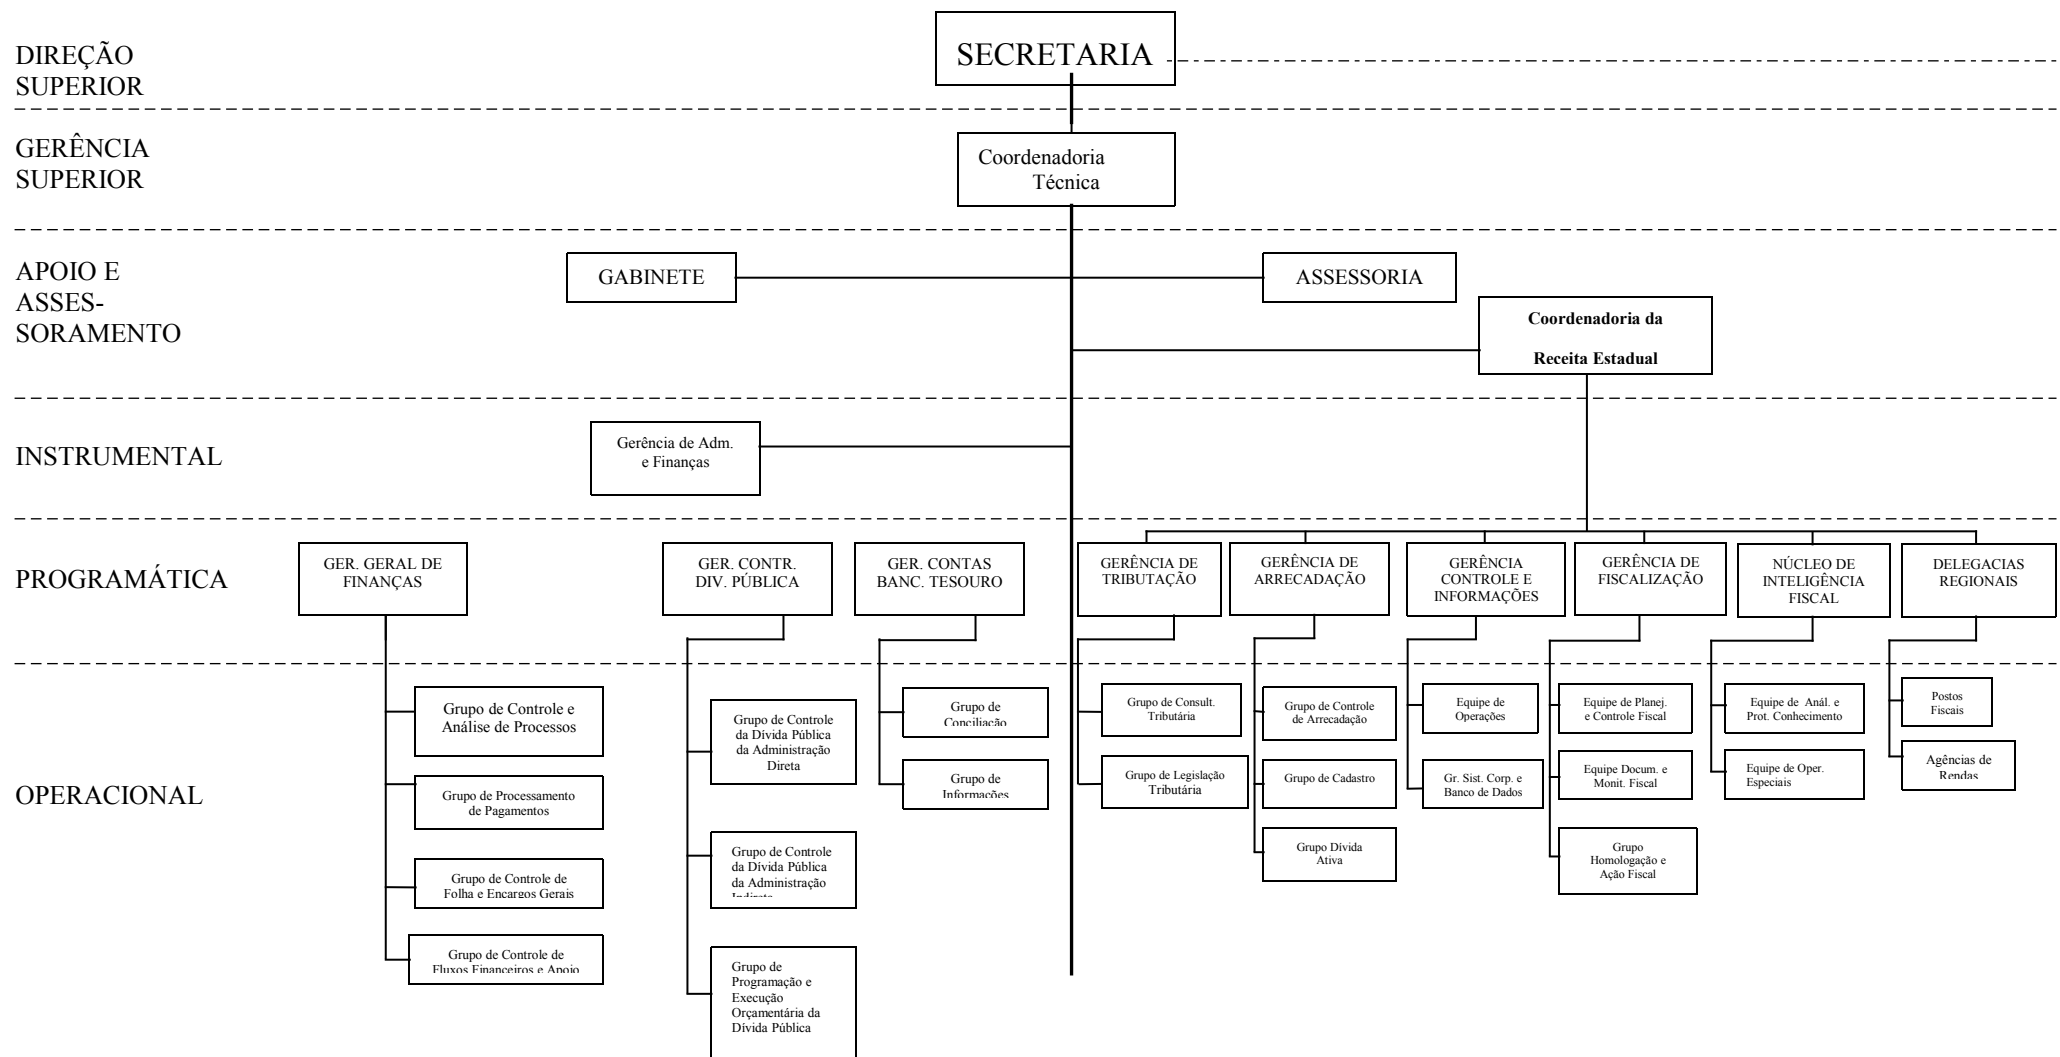 DIREÇÃO
SUPERIOR
SECRETARIA
GERÊNCIA
SUPERIOR
Coordenadoria
Técnica
APOIO E
ASSES-
SORAMENTO
GABINETE
ASSESSORIA
Coordenadoria da
Receita Estadual
INSTRUMENTAL
Gerência de Adm.
e Finanças
PROGRAMÁTICA
GER. GERAL DE
FINANÇAS
GER. CONTR.
DIV. PÚBLICA
GER. CONTAS
BANC. TESOURO
GERÊNCIA DE
TRIBUTAÇÃO
GERÊNCIA DE
ARRECADAÇÃO
GERÊNCIA
CONTROLE E
INFORMAÇÕES
GERÊNCIA DE
FISCALIZAÇÃO
NÚCLEO DE
INTELIGÊNCIA
FISCAL
DELEGACIAS
REGIONAIS
OPERACIONAL
Grupo de Controle e
Análise de Processos
Grupo de Processamento
de Pagamentos
Grupo de Controle de
Folha e Encargos Gerais
Grupo de Controle de
Fluxos Financeiros e Apoio
Grupo de Controle
da Dívida Pública
da Administração
Direta
Grupo de Controle
da Dívida Pública
da Administração
Indireta
Grupo de
Programação e
Execução
Orçamentária da
Dívida Pública
Grupo de
Conciliação
Grupo de
Informações
Grupo de Consult.
Tributária
Grupo de Legislação
Tributária
Grupo de Controle
de Arrecadação
Grupo de Cadastro
Grupo Dívida
Ativa
Equipe de
Operações
Gr. Sist. Corp. e
Banco de Dados
Equipe de Planej.
e Controle Fiscal
Equipe Docum. e
Monit. Fiscal
Grupo
Homologação e
Ação Fiscal
Equipe de Anál. e
Prot. Conhecimento
Equipe de Oper.
Especiais
Postos
Fiscais
Agências de
Rendas